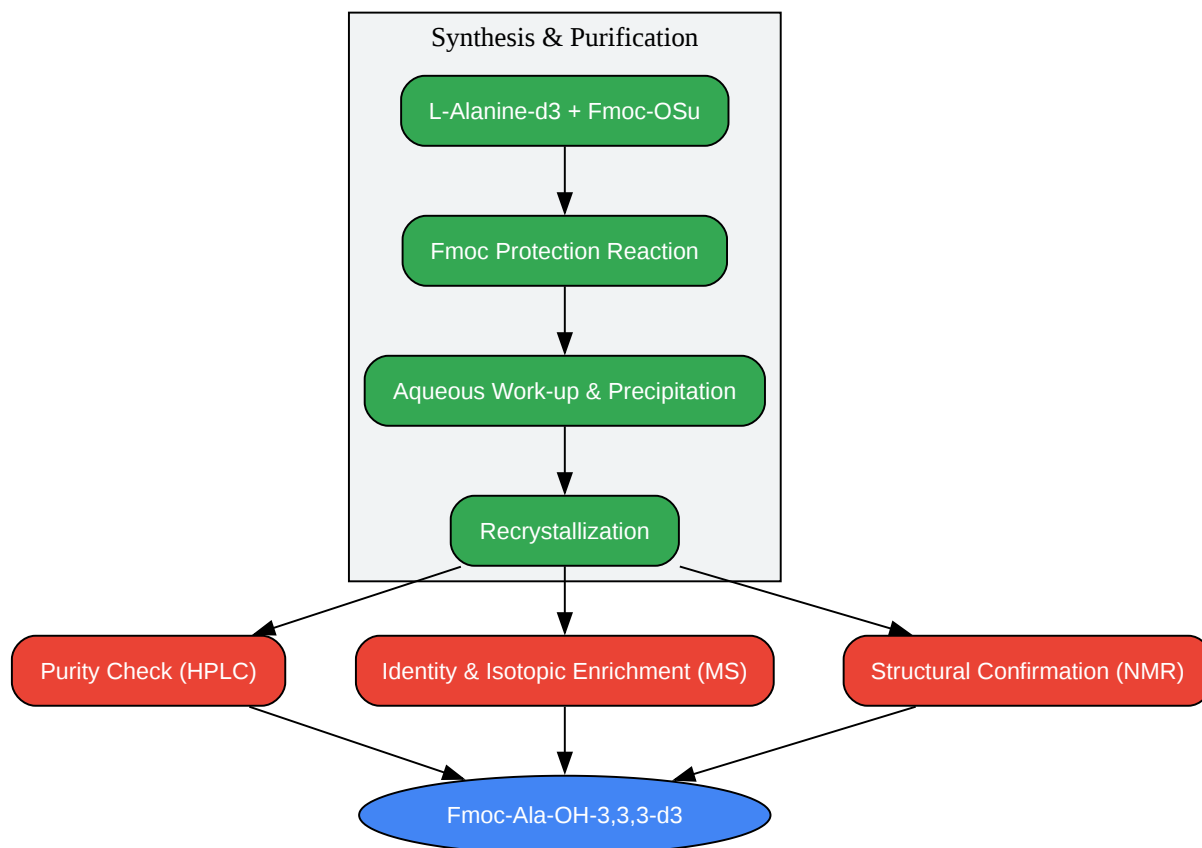 Synthesis & Purification
L-Alanine-d3 + Fmoc-OSu
Fmoc Protection Reaction
Aqueous Work-up & Precipitation
Recrystallization
Purity Check (HPLC)
Identity & Isotopic Enrichment (MS)
Structural Confirmation (NMR)
Fmoc-Ala-OH-3,3,3-d3